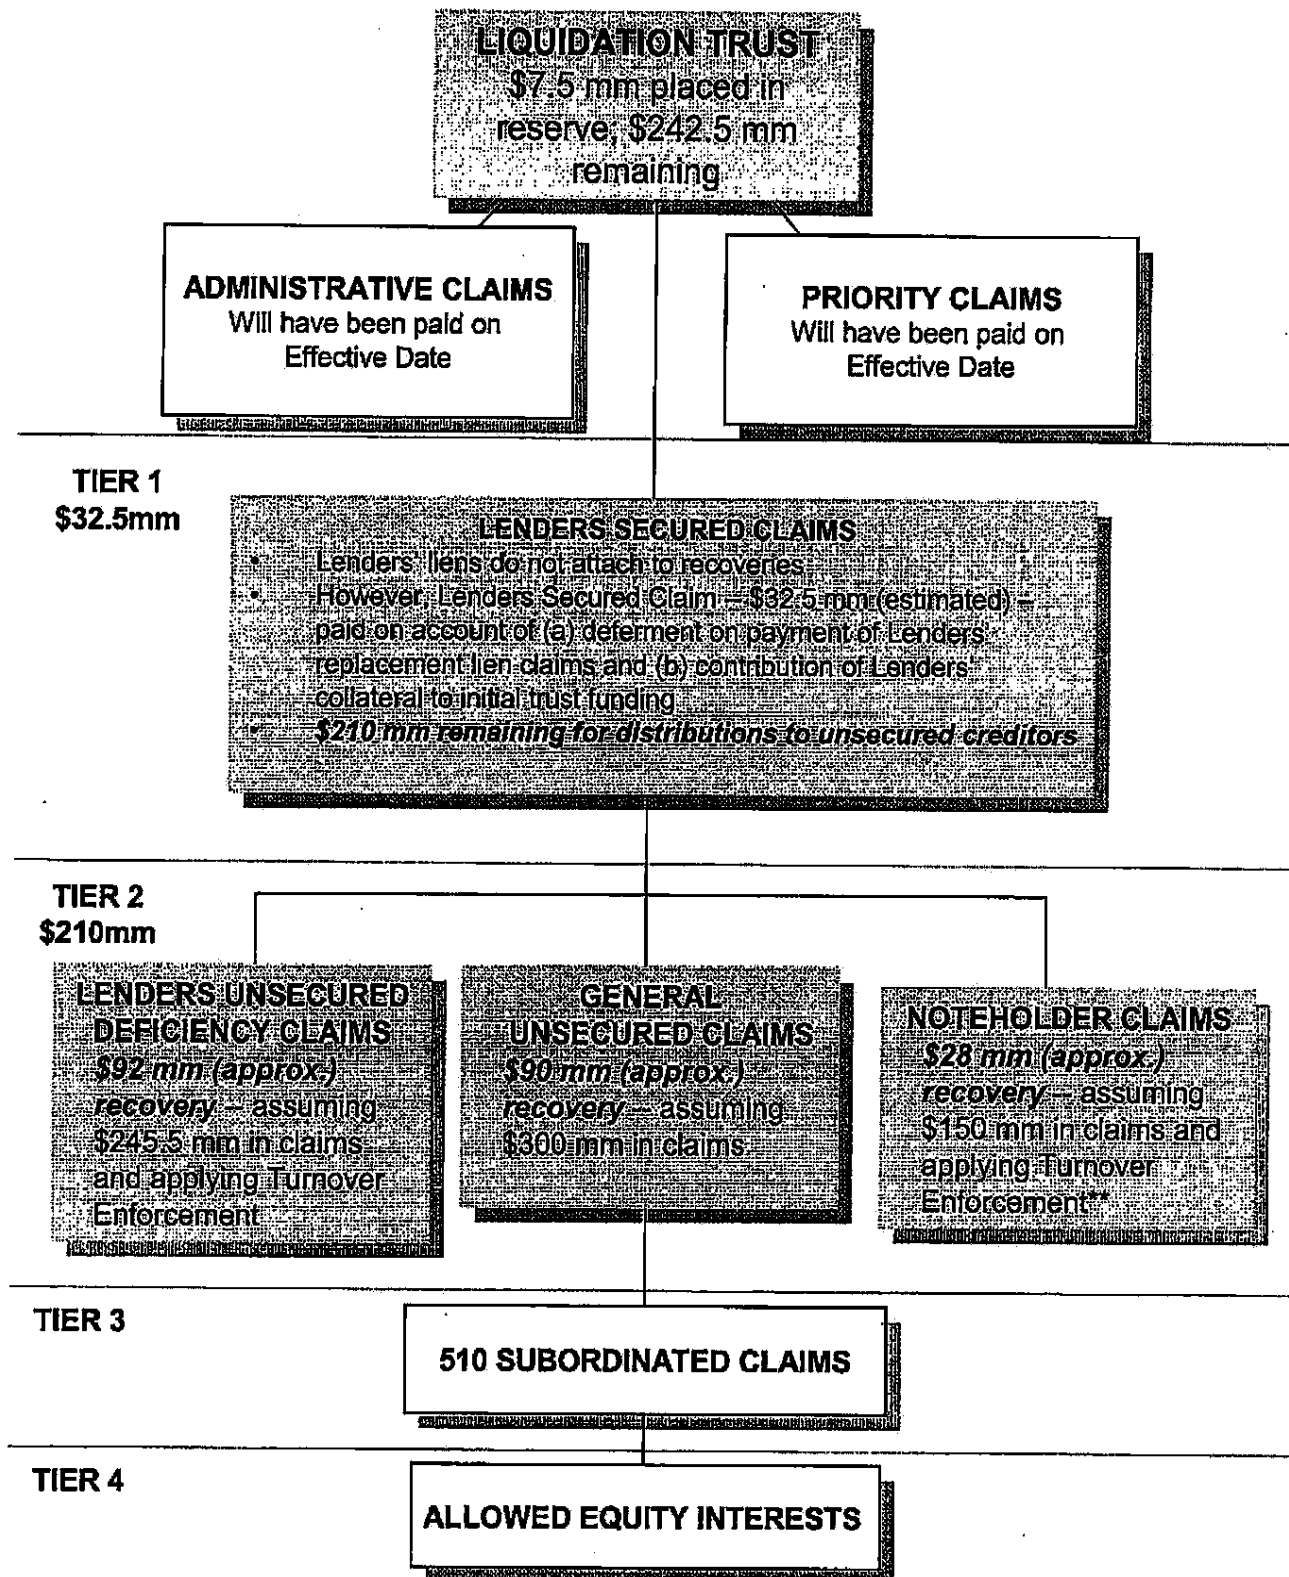 LIQUIDATION TRUST
$7.5 mm placed in
reserve; $242.5 mm
remaining
ADMINISTRATIVE CLAIMS
Will have been paid on
Effective Date
PRIORITY CLAIMS
Will have been paid on
Effective Date
TIER 1
$32.5mm
LENDERS SECURED CLAIMS
• Lenders' liens do not attach to recoveries
• However, Lenders Secured Claim – $32.5 mm (estimated) –
paid on account of (a) deferment on payment of Lenders'
replacement lien claims and (b) contribution of Lenders'
collateral to initial trust funding
• $210 mm remaining for distributions to unsecured creditors
TIER 2
$210mm
LENDERS UNSECURED
DEFICIENCY CLAIMS
$92 mm (approx.)
recovery – assuming
$245.5 mm in claims
and applying Turnover
Enforcement
GENERAL
UNSECURED CLAIMS
$90 mm (approx.)
recovery – assuming
$300 mm in claims
NOTEHOLDER CLAIMS
$28 mm (approx.)
recovery – assuming
$150 mm in claims and
applying Turnover
Enforcement**
TIER 3
510 SUBORDINATED CLAIMS
TIER 4
ALLOWED EQUITY INTERESTS